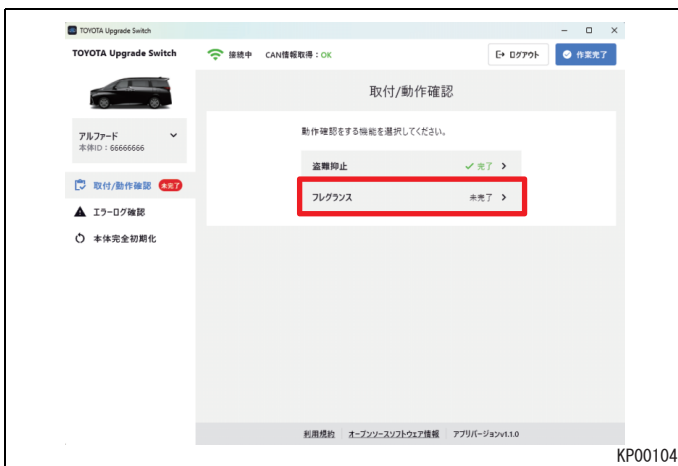 TOYOTA Upgrade Switch
TOYOTA Upgrade Switch
接続中 CAN情報取得：OK
ログアウト
作業完了
取付/動作確認
アルファード
本体ID：66666666
動作確認をする機能を選択してください。
盗難抑止 完了
取付/動作確認 未完了
フレグランス 未完了
エラーログ確認
本体完全初期化
利用規約 オープンソースソフトウェア情報 アプリバージョンv1.1.0
KP00104